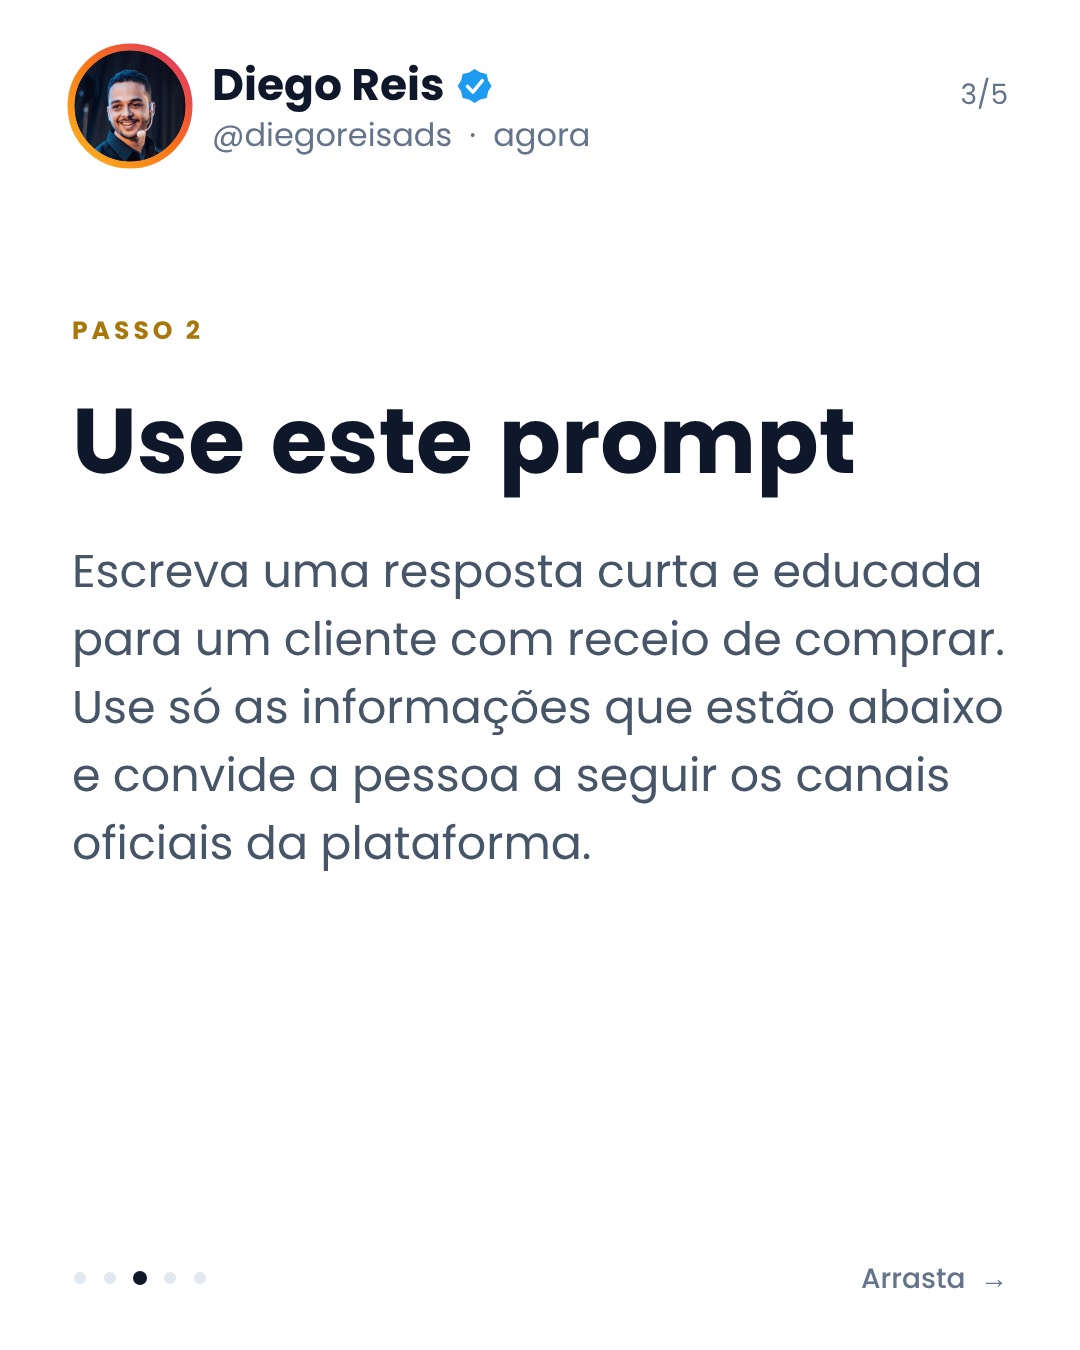 Diego Reis
@diegoreisads · agora
3/5
PASSO 2
Use este prompt
Escreva uma resposta curta e educada
para um cliente com receio de comprar.
Use só as informações que estão abaixo
e convide a pessoa a seguir os canais
oficiais da plataforma.
Arrasta →